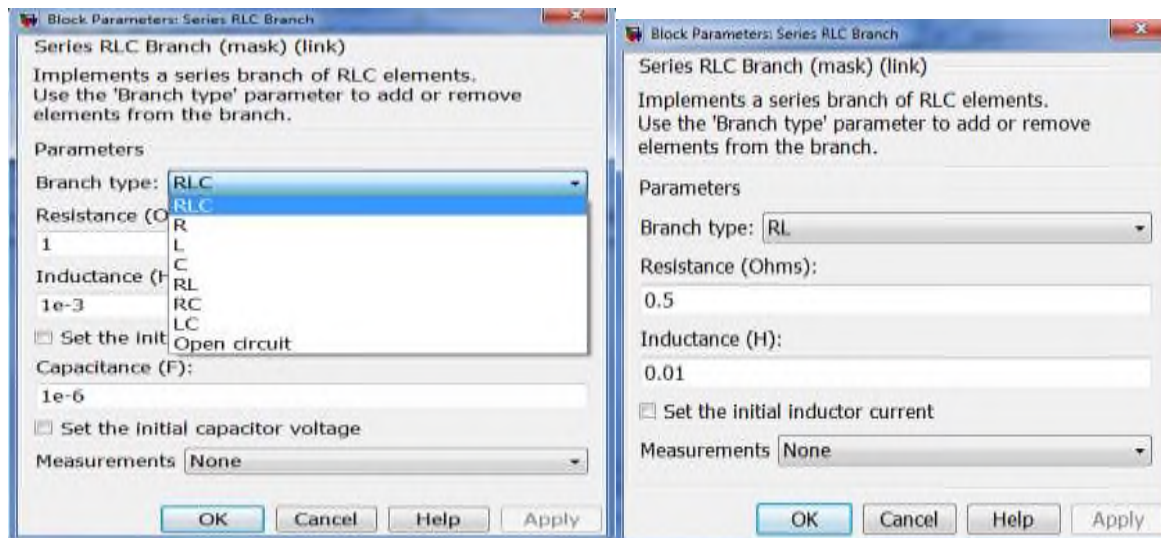 Block Parameters: Series RLC Branch
Series RLC Branch (mask) (link)
Implements a series branch of RLC elements.
Use the 'Branch type' parameter to add or remove
elements from the branch.
Parameters
Branch type: RLC
RLC
Resistance (O
R
1
L
C
Inductance (H
RL
1e-3
RC
LC
Set the init
Open circuit
Capacitance (F):
1e-6
Set the initial capacitor voltage
Measurements None
OK Cancel Help Apply
Block Parameters: Series RLC Branch
Series RLC Branch (mask) (link)
Implements a series branch of RLC elements.
Use the 'Branch type' parameter to add or remove
elements from the branch.
Parameters
Branch type: RL
Resistance (Ohms):
0.5
Inductance (H):
0.01
Set the initial inductor current
Measurements None
OK Cancel Help Apply